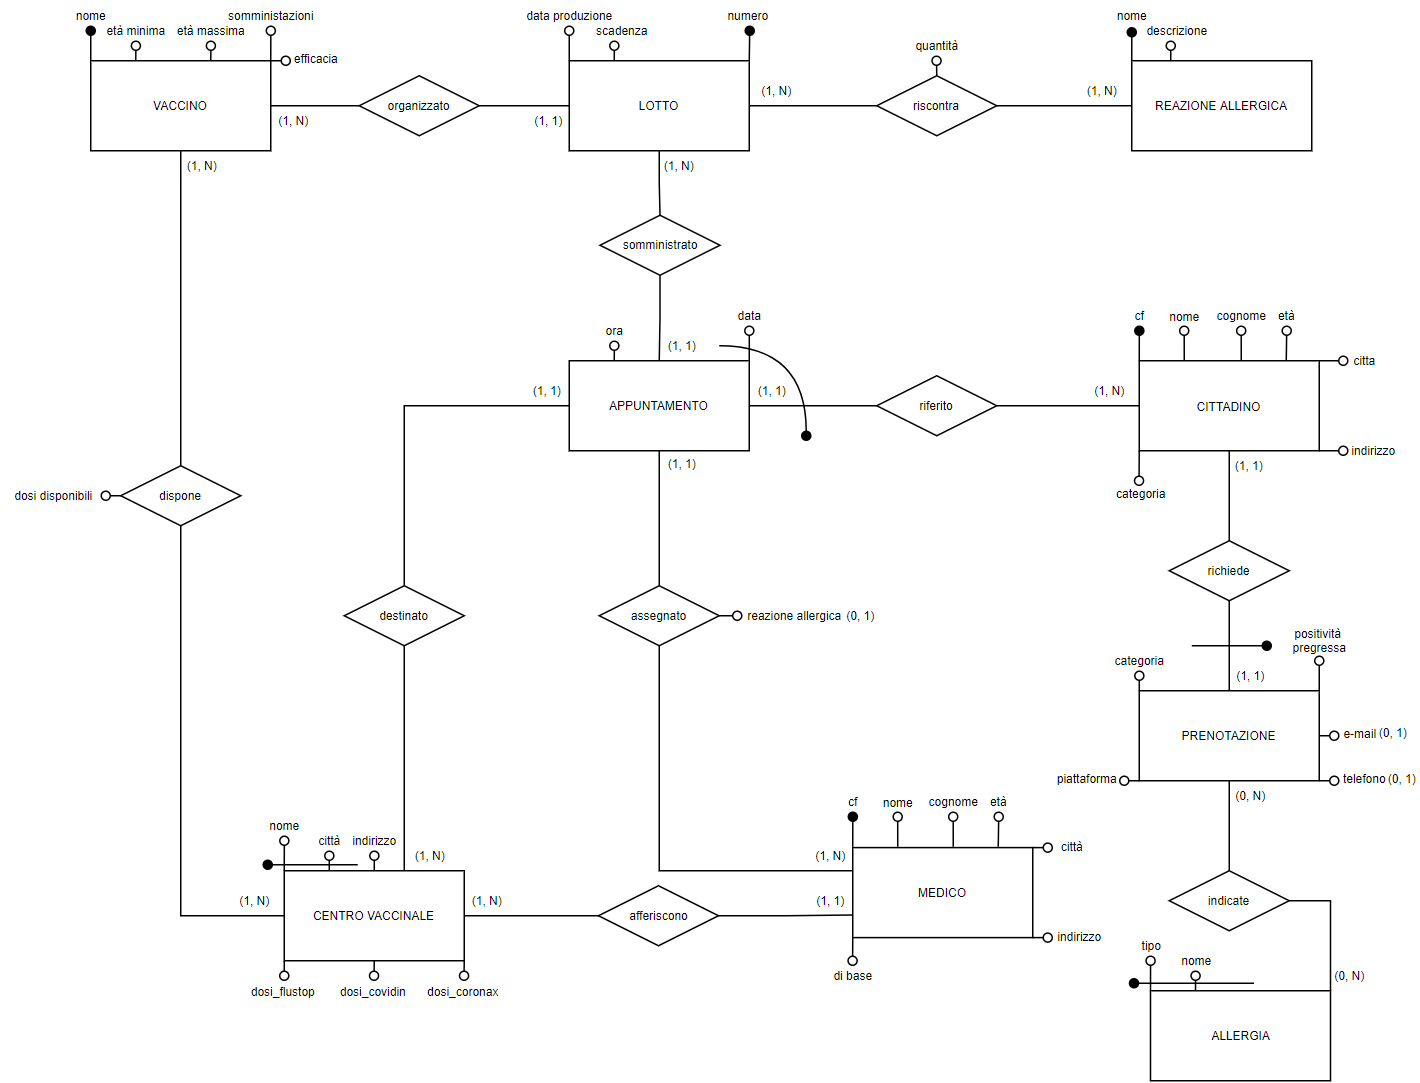 nome
età minima
età massima
somministazioni
efficacia
VACCINO
(1, N)
(1, N)
organizzato
data produzione
scadenza
numero
LOTTO
(1, 1)
(1, N)
(1, N)
quantità
riscontra
(1, N)
nome
descrizione
REAZIONE ALLERGICA
somministrato
ora
data
(1, 1)
(1, 1)
APPUNTAMENTO
(1, 1)
(1, 1)
riferito
(1, N)
cf
nome
cognome
età
citta
CITTADINO
indirizzo
categoria
(1, 1)
dosi disponibili
dispone
destinato
assegnato
reazione allergica (0, 1)
richiede
positività
pregressa
categoria
(1, 1)
PRENOTAZIONE
e-mail (0, 1)
piattaforma
telefono (0, 1)
(0, N)
nome
città
indirizzo
(1, N)
(1, N)
CENTRO VACCINALE
(1, N)
dosi_flustop
dosi_covidin
dosi_coronax
afferiscono
cf
nome
cognome
età
città
(1, N)
(1, 1)
MEDICO
indirizzo
di base
indicate
tipo
nome
(0, N)
ALLERGIA